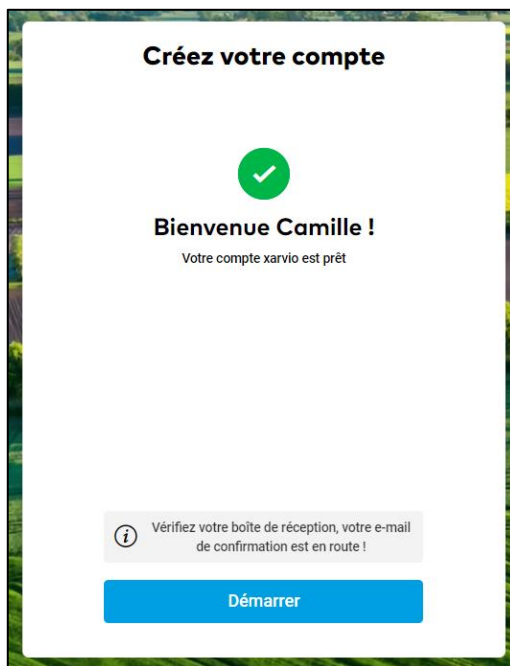 Créez votre compte
Bienvenue Camille !
Votre compte xarvio est prêt
Vérifiez votre boîte de réception, votre e-mail
de confirmation est en route !
Démarrer